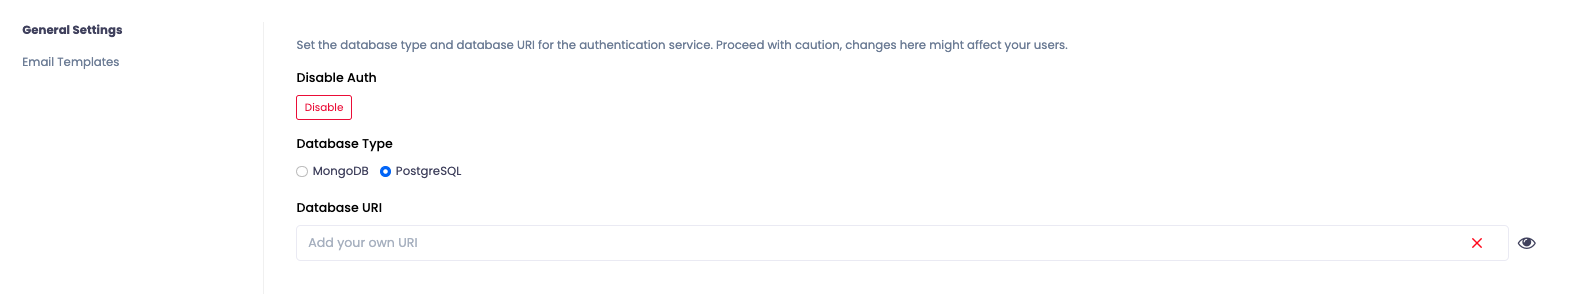 General Settings
Email Templates
Set the database type and database URI for the authentication service. Proceed with caution, changes here might affect your users.
Disable Auth
Disable
Database Type
MongoDB PostgreSQL
Database URI
Add your own URI